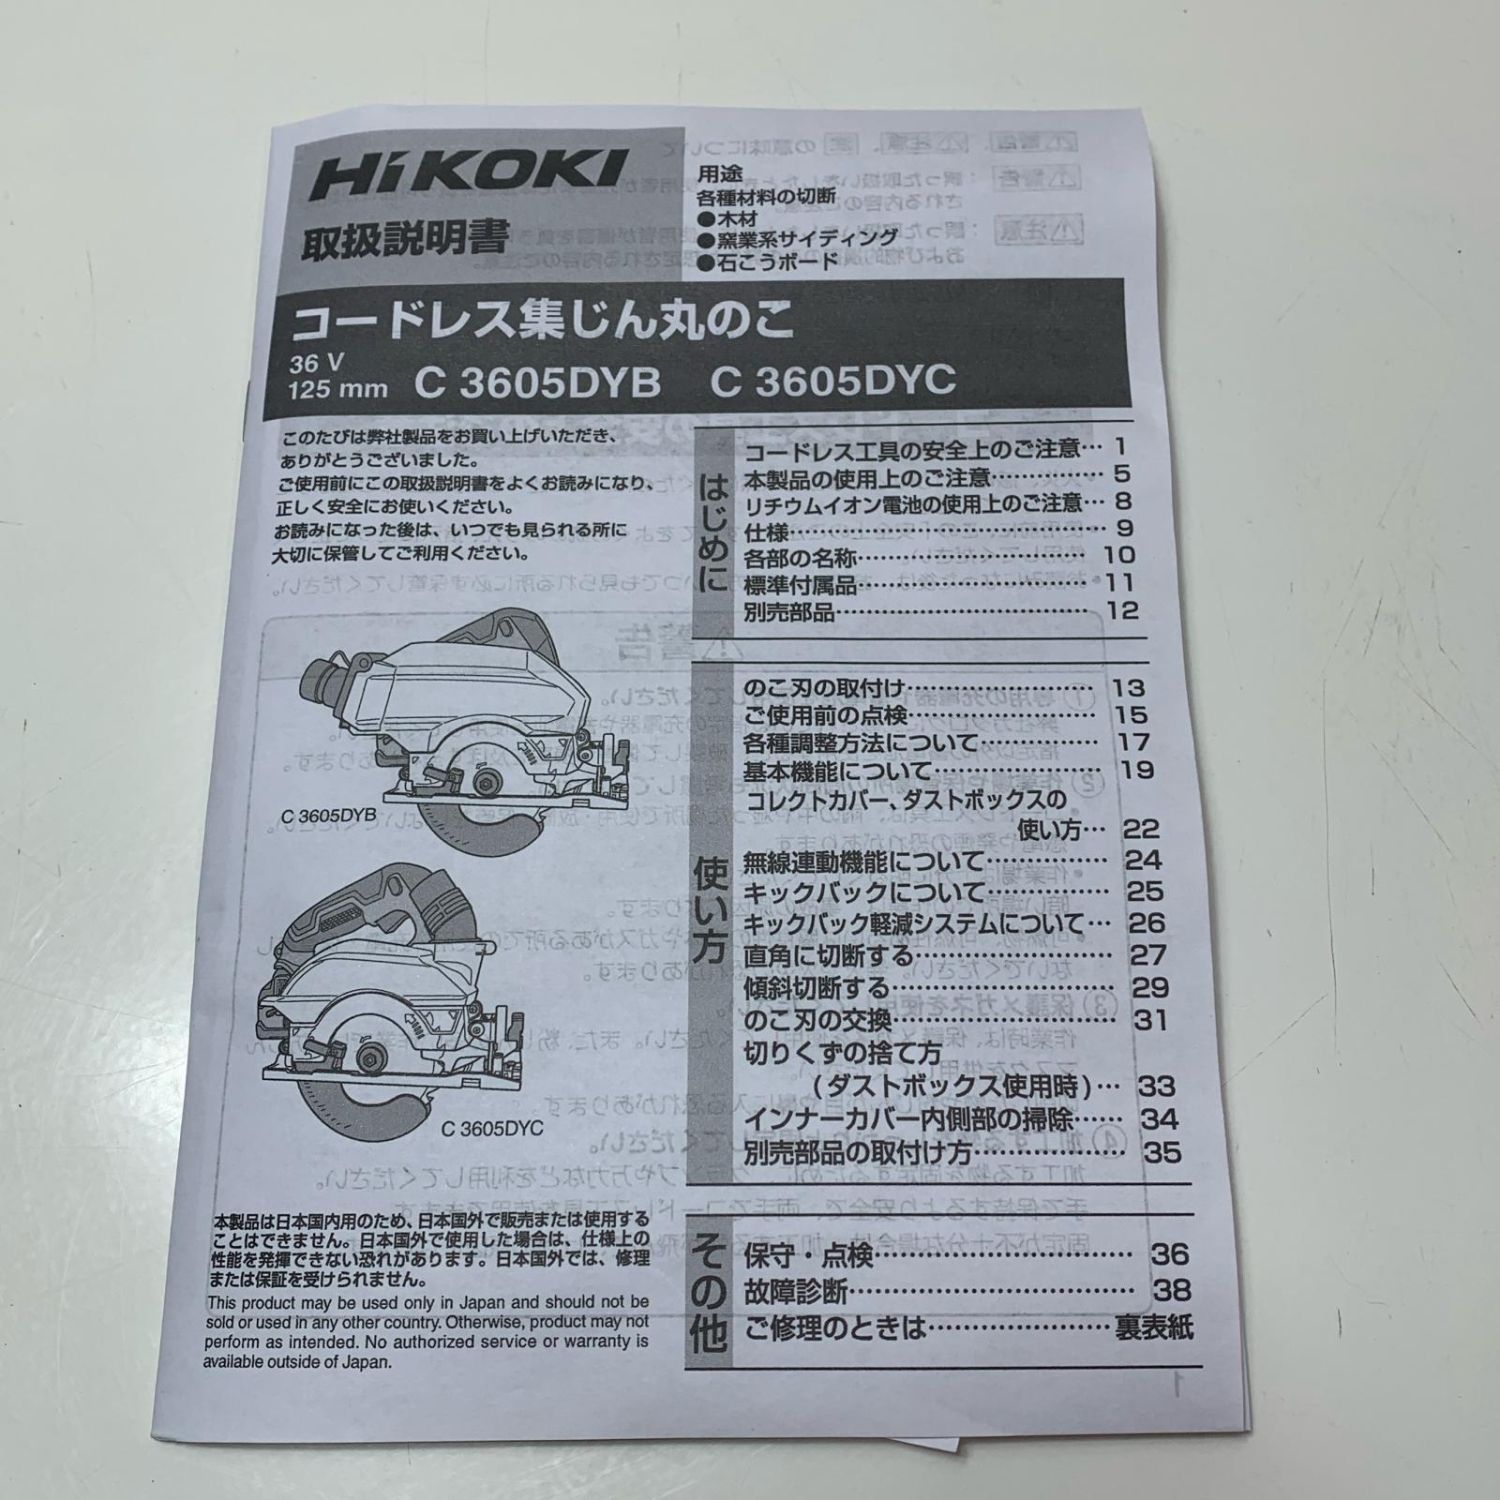 HiKOKI
取扱説明書
用途
各種材料の切断
●木材
●窯業系サイディング
●石こうボード
コードレス集じん丸のこ
36 V
125 mm C 3605DYB C 3605DYC
このたびは弊社製品をお買い上げいただき、
ありがとうございました。
ご使用前にこの取扱説明書をよくお読みになり、
正しく安全にお使いください。
お読みになった後は、いつでも見られる所に
大切に保管してご利用ください。
C 3605DYB
C 3605DYC
本製品は日本国内用のため、日本国外で販売または使用する
ことはできません。日本国外で使用した場合は、仕様上の
性能を発揮できない恐れがあります。日本国外では、修理
または保証を受けられません。
This product may be used only in Japan and should not be
sold or used in any other country. Otherwise, product may not
perform as intended. No authorized service or warranty is
available outside of Japan.
はじめに
コードレス工具の安全上のご注意… 1
本製品の使用上のご注意………… 5
リチウムイオン電池の使用上のご注意… 8
仕様………………………………… 9
各部の名称………………………… 10
標準付属品………………………… 11
別売部品…………………………… 12
使い方
のこ刃の取付け…………………… 13
ご使用前の点検…………………… 15
各種調整方法について…………… 17
基本機能について………………… 19
コレクトカバー、ダストボックスの
使い方… 22
無線連動機能について…………… 24
キックバックについて…………… 25
キックバック軽減システムについて… 26
直角に切断する…………………… 27
傾斜切断する……………………… 29
のこ刃の交換……………………… 31
切りくずの捨て方
(ダストボックス使用時)… 33
インナーカバー内側部の掃除…… 34
別売部品の取付け方……………… 35
その他
保守・点検………………………… 36
故障診断…………………………… 38
ご修理のときは…………………裏表紙